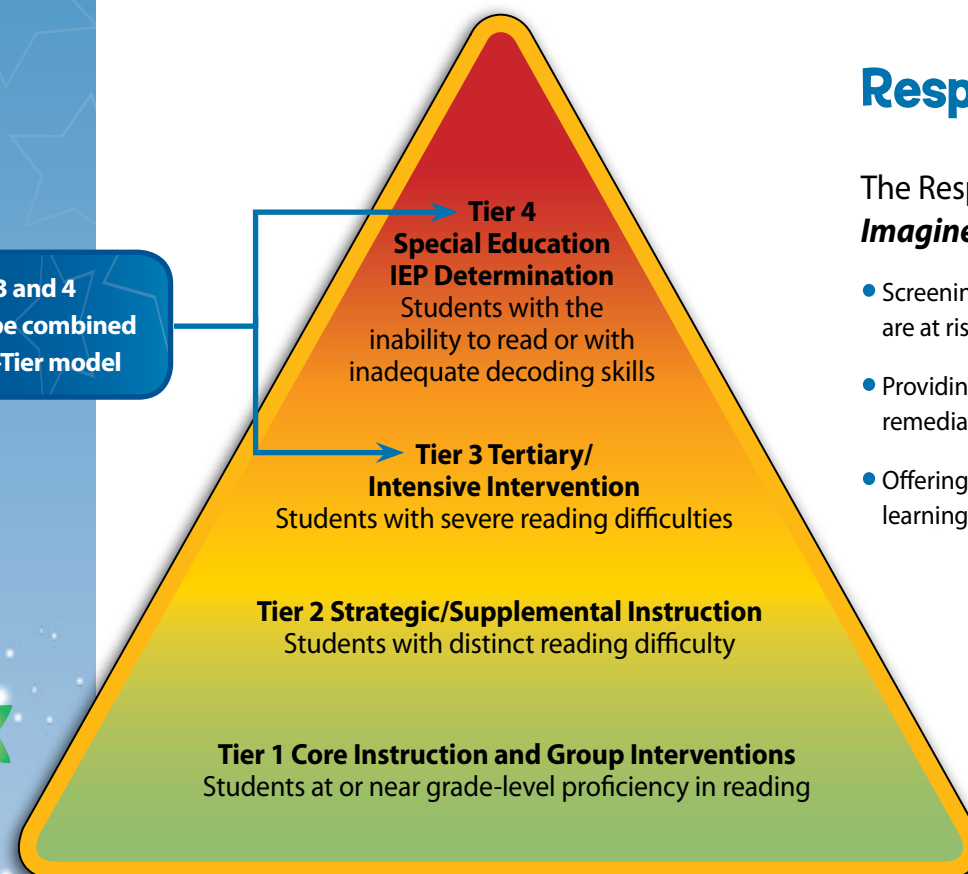 Tier 4
Special Education
IEP Determination
Students with the
inability to read or with
inadequate decoding skills
3 and 4
be combined
-Tier model
Tier 3 Tertiary/
Intensive Intervention
Students with severe reading difficulties
Tier 2 Strategic/Supplemental Instruction
Students with distinct reading difficulty
Tier 1 Core Instruction and Group Interventions
Students at or near grade-level proficiency in reading
Resp
The Resp
Imagine
• Screenin
are at ris
• Providin
remedia
• Offering
learning